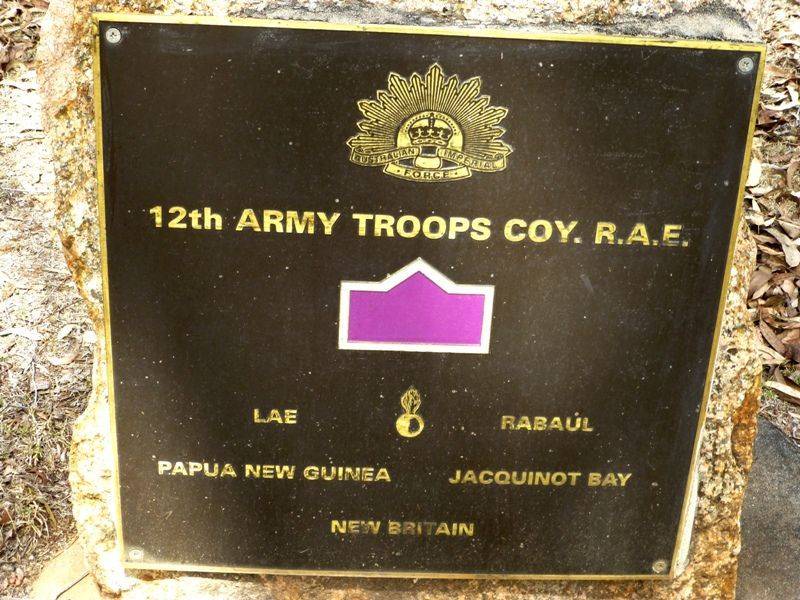 AUSTRALIAN IMPERIAL
FORCE
12th ARMY TROOPS COY. R.A.E.
LAE RABAUL
PAPUA NEW GUINEA JACQUINOT BAY
NEW BRITAIN